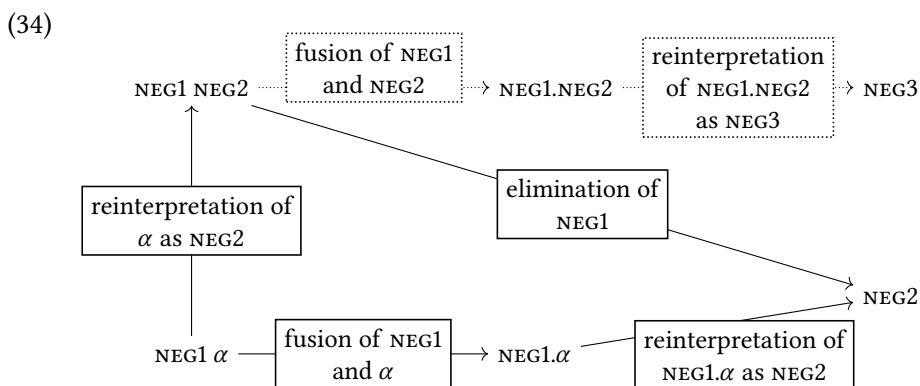 (34)
fusion of NEG1
and NEG2
reinterpretation
of NEG1.NEG2
as NEG3
NEG1 NEG2
NEG1.NEG2
NEG3
reinterpretation of
α as NEG2
elimination of
NEG1
NEG2
NEG1 α
fusion of NEG1
and α
NEG1.α
reinterpretation of
NEG1.α as NEG2